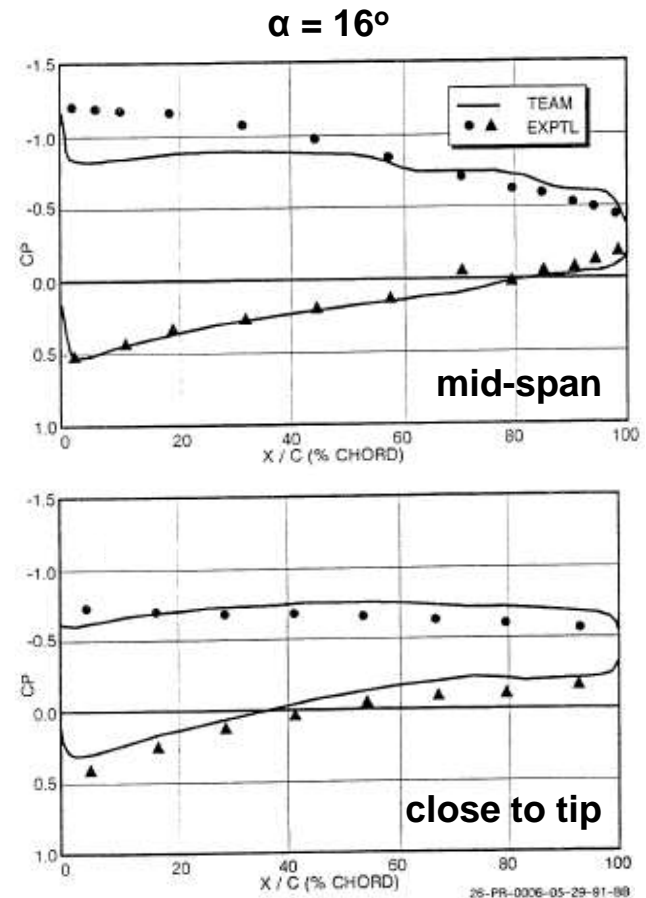 α = 16°
-1.5
-1.0
-0.5
0.0
0.5
1.0
CP
TEAM
EXPTL
mid-span
0 20 40 60 80 100
X / C (% CHORD)
-1.5
-1.0
-0.5
0.0
0.5
1.0
CP
close to tip
0 20 40 60 80 100
X / C (% CHORD)
26-PR-0006-05-29-91-BB